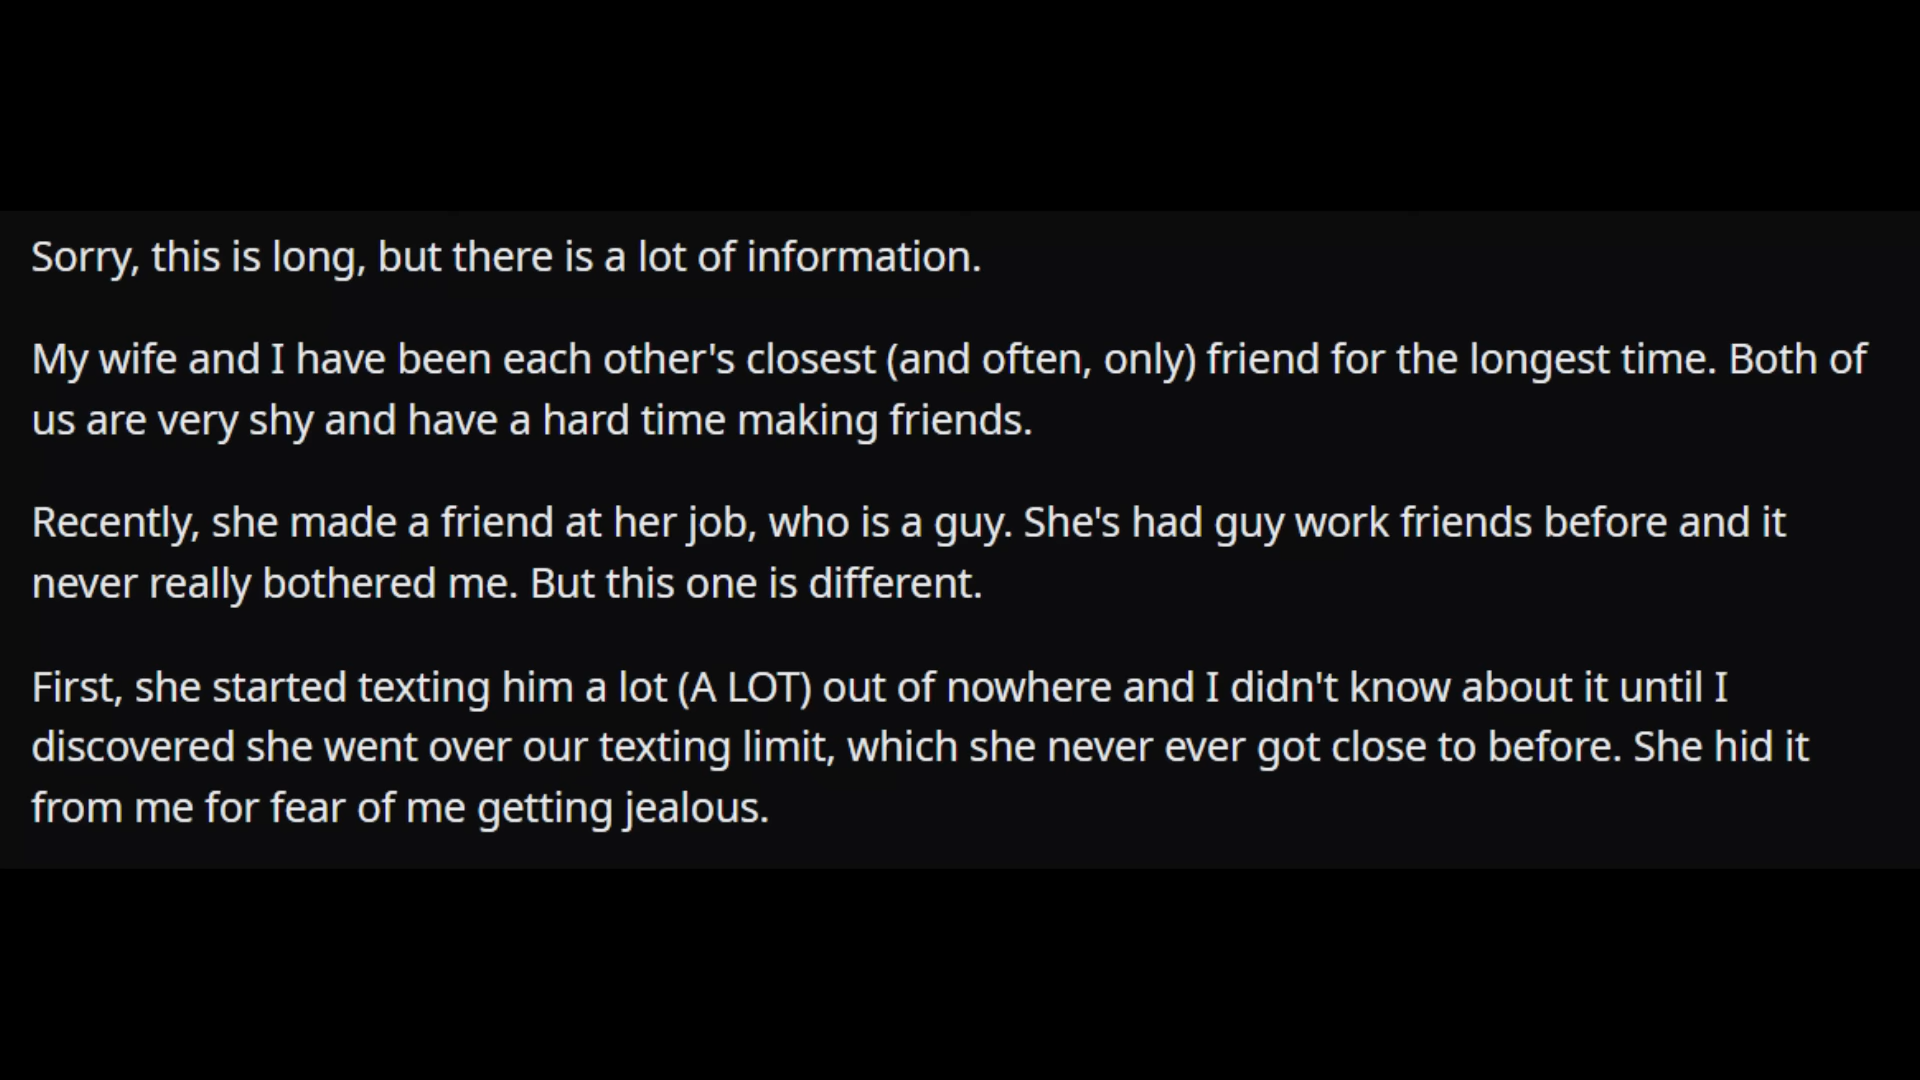 Sorry, this is long, but there is a lot of information.
My wife and I have been each other's closest (and often, only) friend for the longest time. Both of
us are very shy and have a hard time making friends.
Recently, she made a friend at her job, who is a guy. She's had guy work friends before and it
never really bothered me. But this one is different.
First, she started texting him a lot (A LOT) out of nowhere and I didn't know about it until I
discovered she went over our texting limit, which she never ever got close to before. She hid it
from me for fear of me getting jealous.